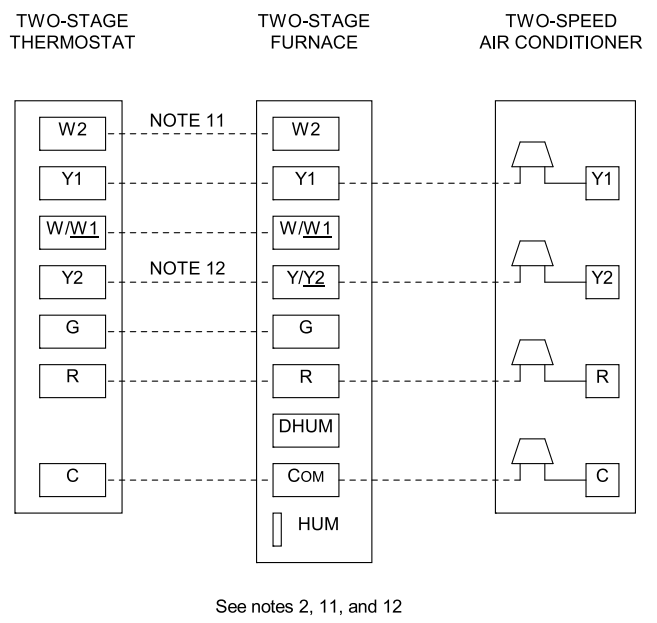 TWO-STAGE
THERMOSTAT
TWO-STAGE
FURNACE
TWO-SPEED
AIR CONDITIONER
W2
NOTE 11
W2
Y1
Y1
Y1
W/W1
W/W1
Y2
NOTE 12
Y/Y2
Y2
G
G
R
R
R
DHUM
C
COM
C
HUM
See notes 2, 11, and 12